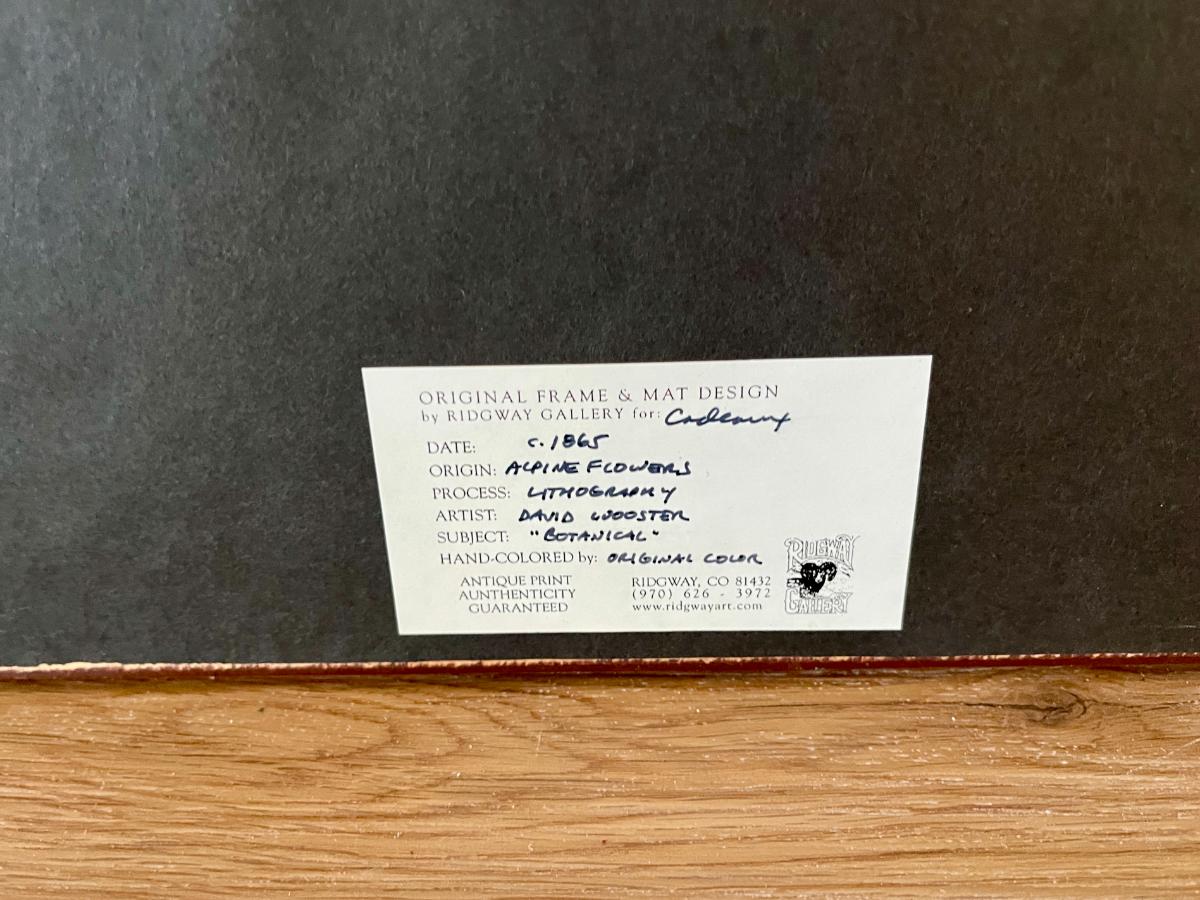 ORIGINAL FRAME & MAT DESIGN
by RIDGWAY GALLERY for: Cadeaux
DATE: c. 1865
ORIGIN: ALPINE FLOWERS
PROCESS: LITHOGRAPHY
ARTIST: DAVID WOOSTER
SUBJECT: "BOTANICAL"
HAND-COLORED by: ORIGINAL COLOR
ANTIQUE PRINT
AUNTHENTICITY
GUARANTEED
RIDGWAY, CO 81432
(970) 626 - 3972
www.ridgwayart.com
RIDGWAY
GALLERY